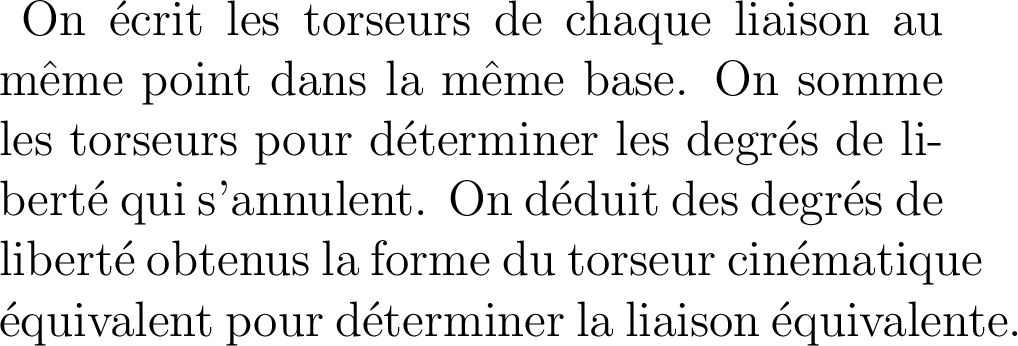 On écrit les torseurs de chaque liaison au
même point dans la même base. On somme
les torseurs pour déterminer les degrés de li-
berté qui s'annulent. On déduit des degrés de
liberté obtenus la forme du torseur cinématique
équivalent pour déterminer la liaison équivalente.